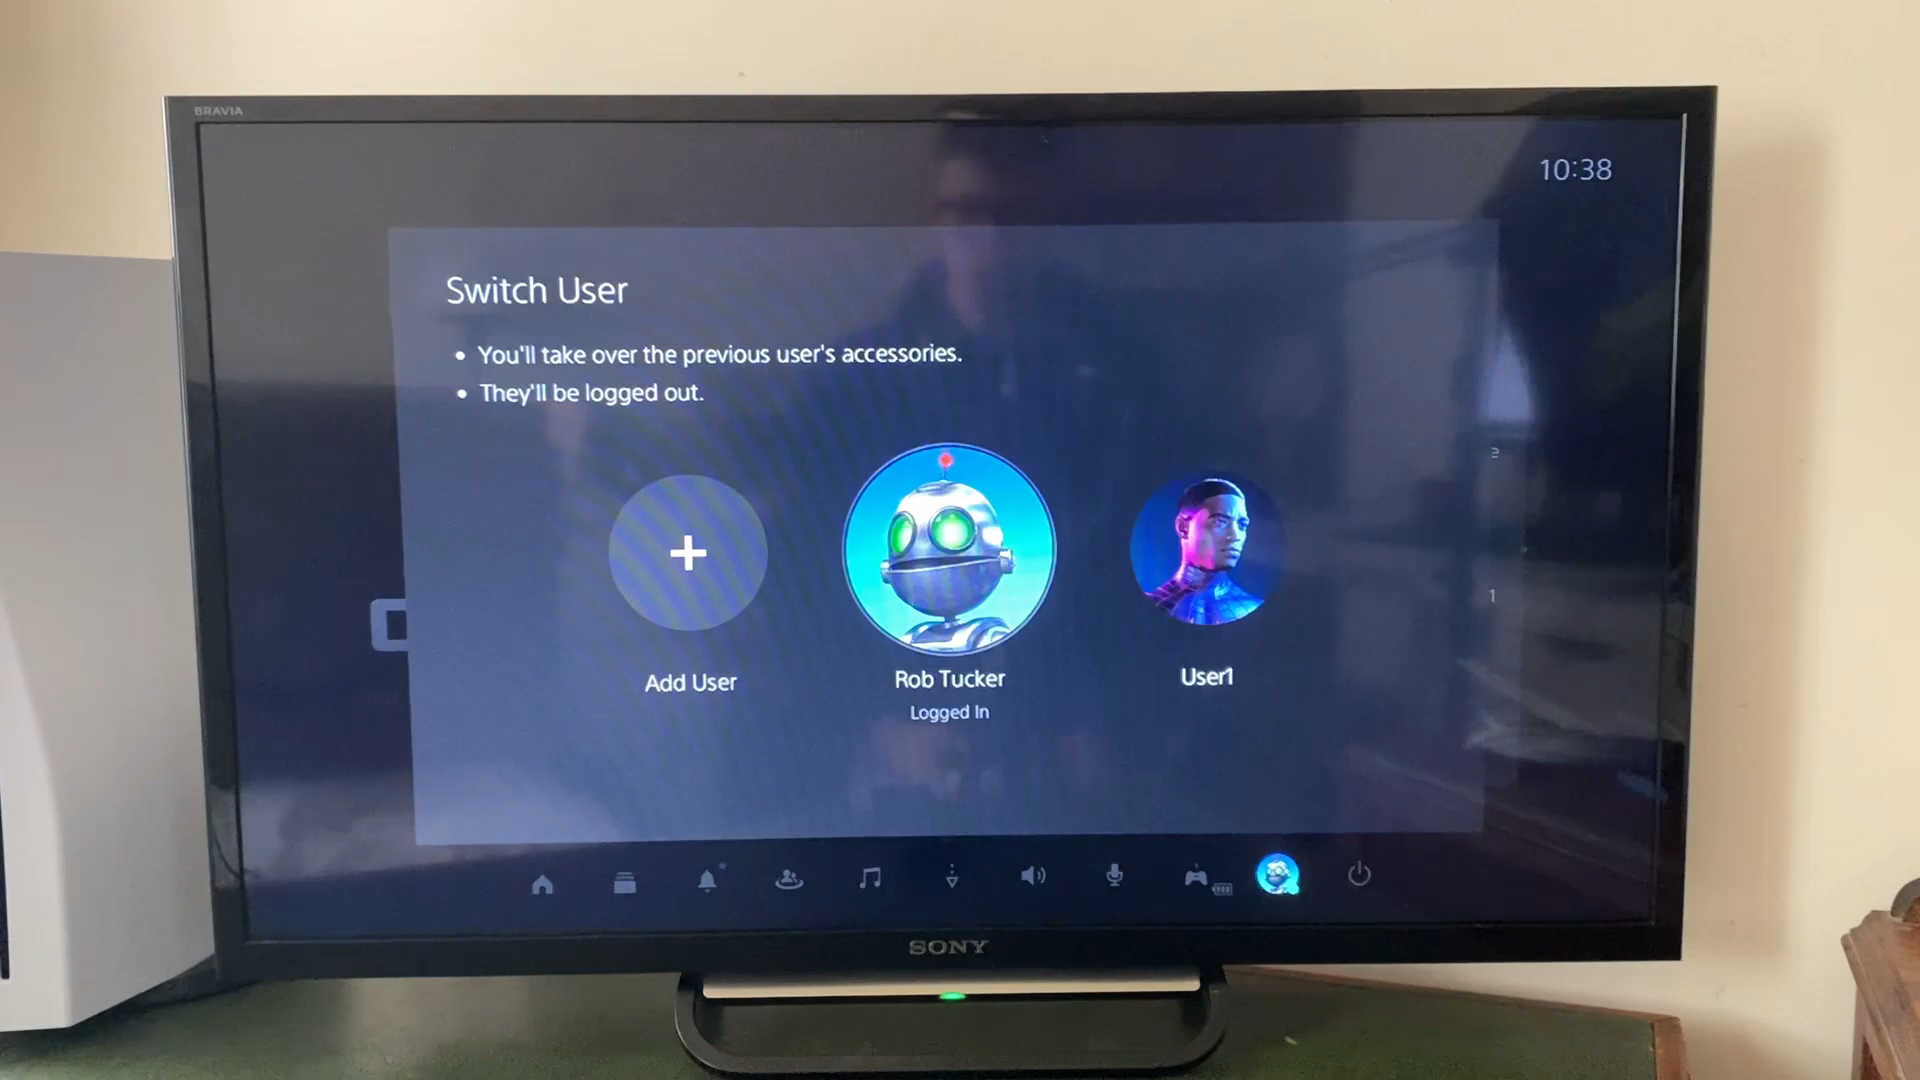 BRAVIA
10:38
Switch User
• You'll take over the previous user's accessories.
• They'll be logged out.
e
1
Add User
Rob Tucker
User1
Logged In
SONY